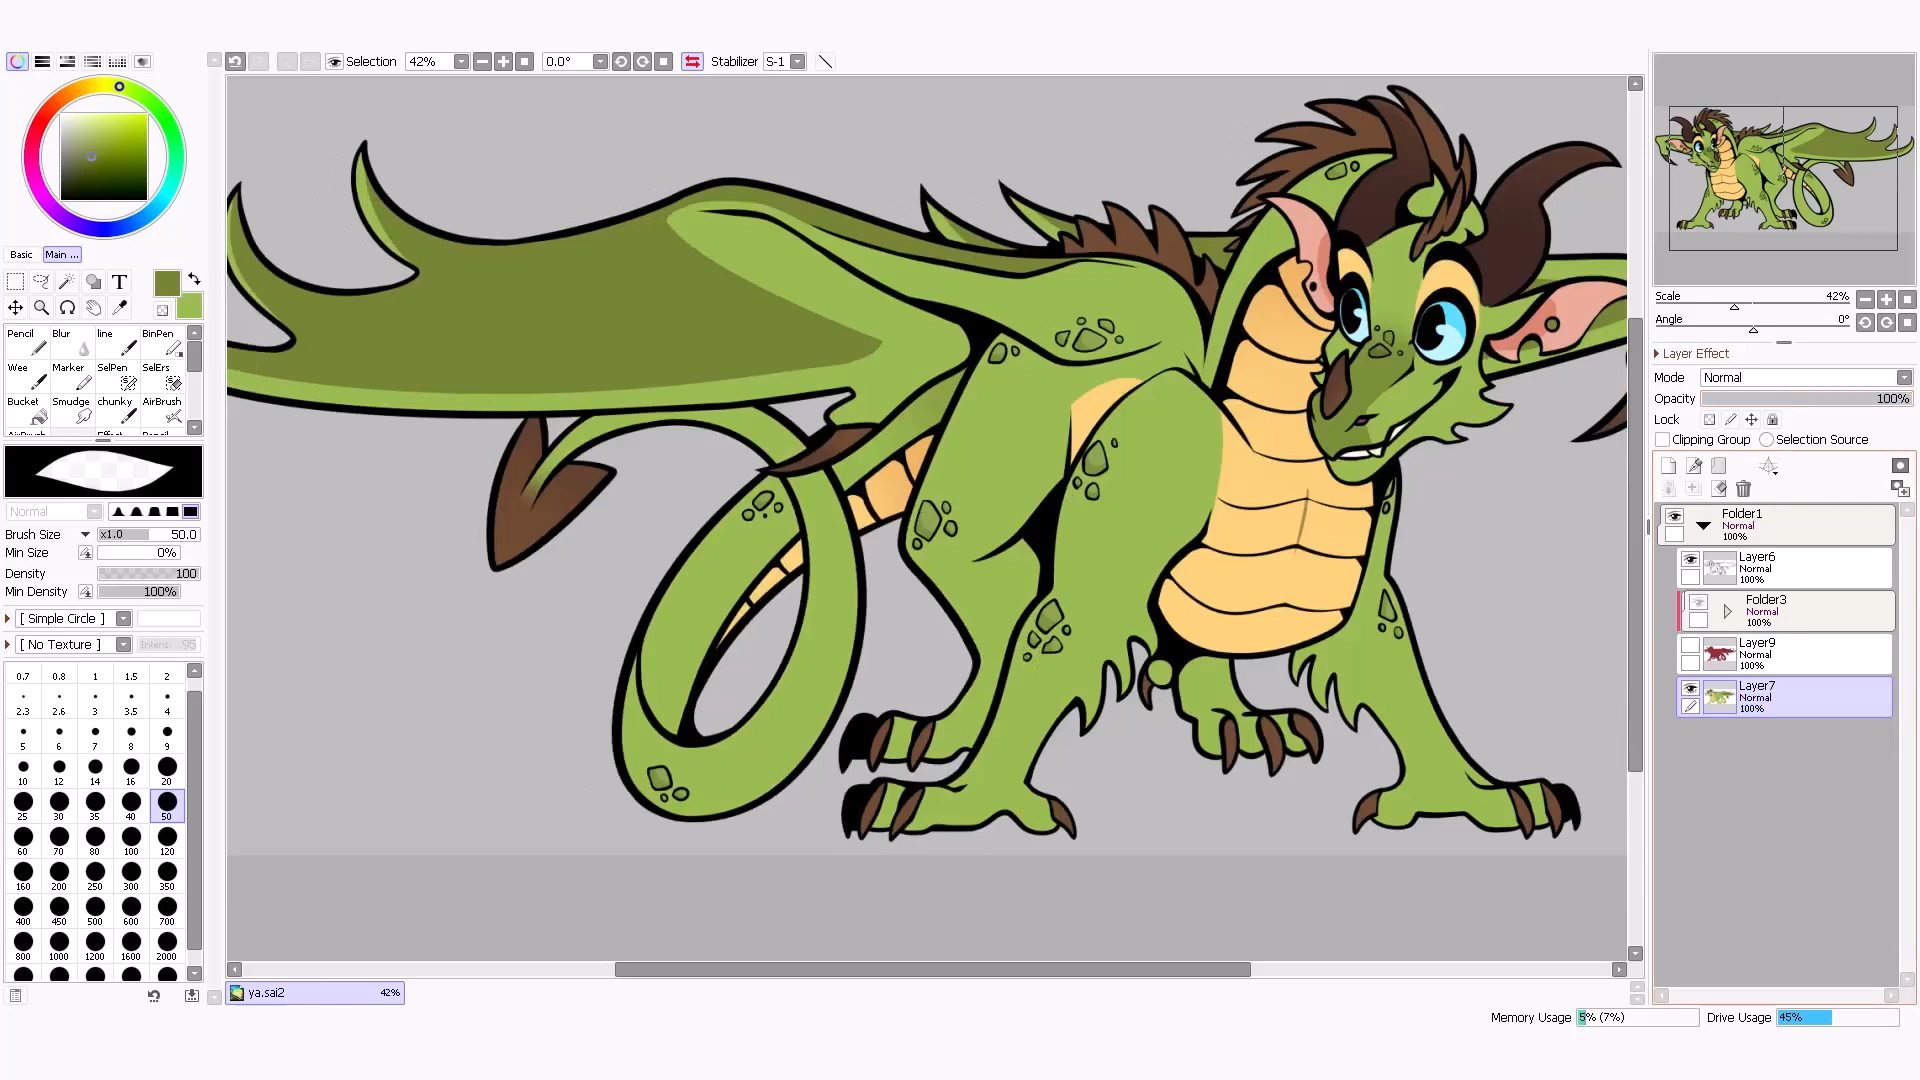 Selection 42% 0.0° Stabilizer S-1
Basic Main ...
T
Pencil Blur line BinPen
Wee Marker SelPen SelErs
Bucket Smudge chunky AirBrush
Normal
Brush Size x1.0 50.0
Min Size 0%
Density 100
Min Density 100%
[ Simple Circle ]
[ No Texture ] Intens. 95
0.7 0.8 1 1.5 2
2.3 2.6 3 3.5 4
5 6 7 8 9
10 12 14 16 20
25 30 35 40 50
60 70 80 100 120
160 200 250 300 350
400 450 500 600 700
800 1000 1200 1600 2000
ya.sai2 42%
Scale 42%
Angle 0°
Layer Effect
Mode Normal
Opacity 100%
Lock
Clipping Group Selection Source
Folder1
Normal
100%
Layer6
Normal
100%
Folder3
Normal
100%
Layer9
Normal
100%
Layer7
Normal
100%
Memory Usage 5% (7%) Drive Usage 45%